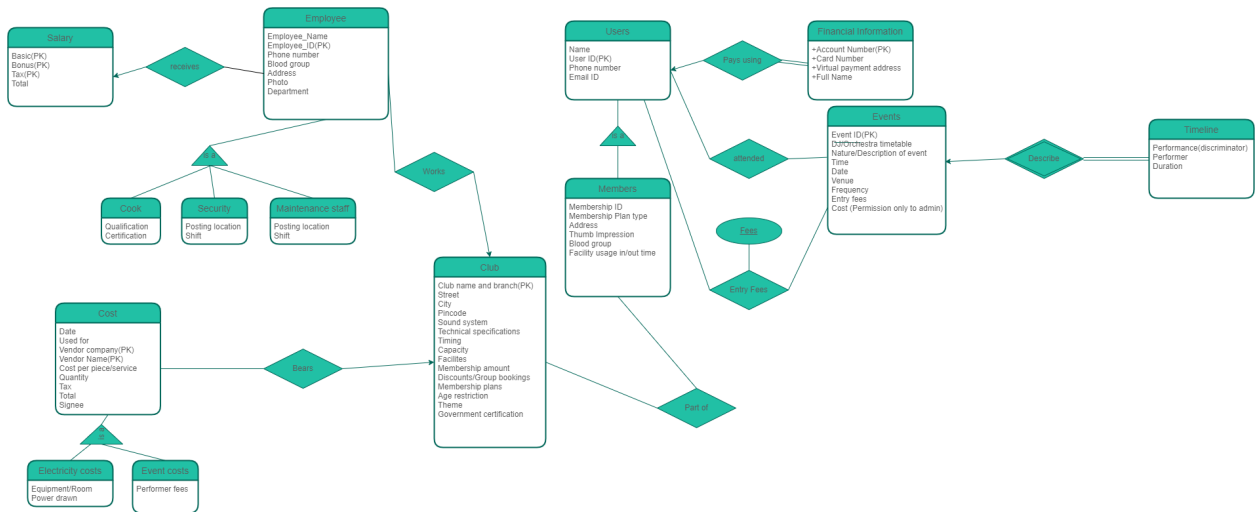 Salary
Basic(PK)
Bonus(PK)
Tax(PK)
Total
receives
Employee
Employee_Name
Employee_ID(PK)
Phone number
Blood group
Address
Photo
Department
Users
Name
User ID(PK)
Phone number
Email ID
Pays using
Financial Information
+Account Number(PK)
+Card Number
+Virtual payment address
+Full Name
Is a
Works
Is a
attended
Events
Event ID(PK)
DJ/Orchestra timetable
Nature/Description of event
Time
Date
Venue
Frequency
Entry fees
Cost (Permission only to admin)
Describe
Timeline
Performance(discriminator)
Performer
Duration
Cook
Qualification
Certification
Security
Posting location
Shift
Maintenance staff
Posting location
Shift
Members
Membership ID
Membership Plan type
Address
Thumb Impression
Blood group
Facility usage in/out time
Fees
Entry Fees
Club
Club name and branch(PK)
Street
City
Pincode
Sound system
Technical specifications
Timing
Capacity
Facilites
Membership amount
Discounts/Group bookings
Membership plans
Age restriction
Theme
Government certification
Cost
Date
Used for
Vendor company(PK)
Vendor Name(PK)
Cost per piece/service
Quantity
Tax
Total
Signee
Bears
Part of
Electricity costs
Equipment/Room
Power drawn
Event costs
Performer fees